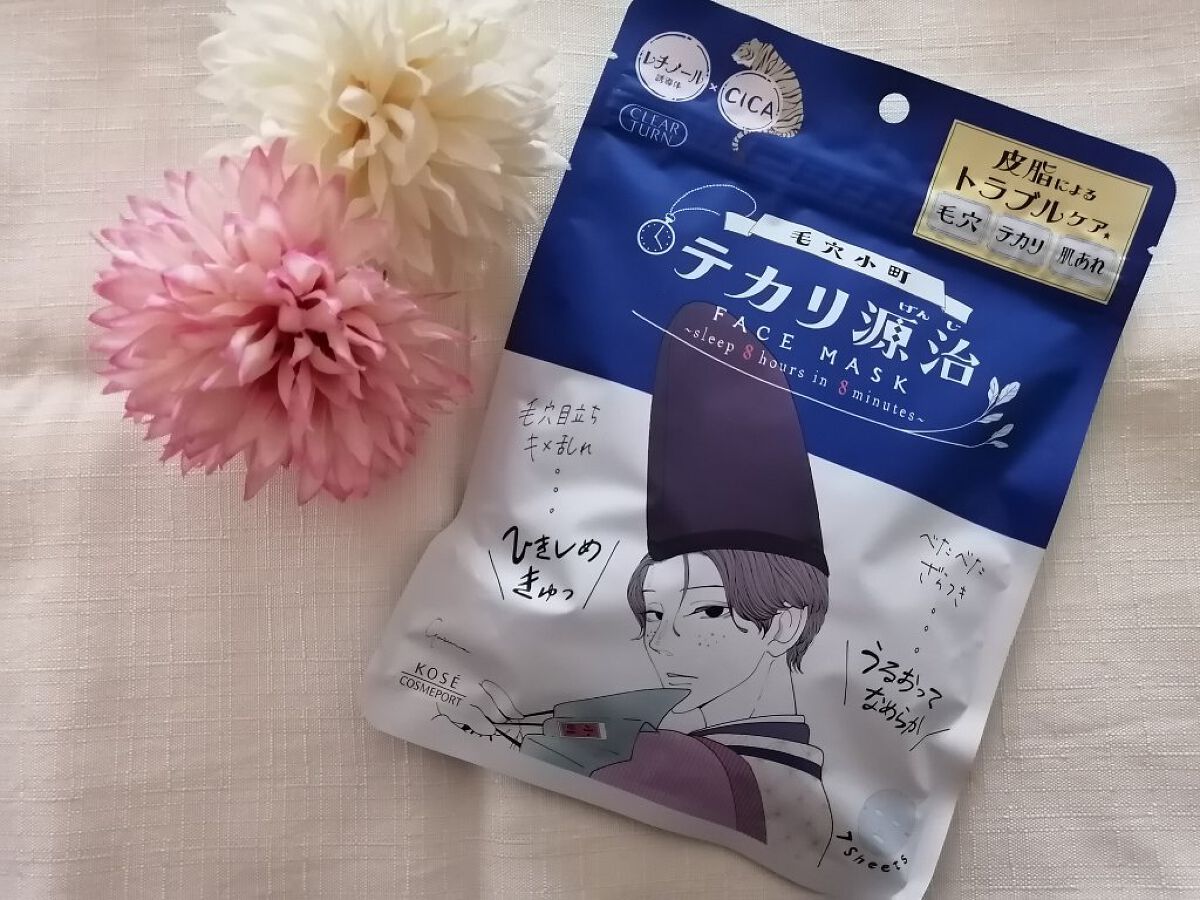 レチノール
誘導体
×
CICA
CLEAR
TURN
皮脂による
トラブルケア
毛穴 テカリ 肌あれ
毛穴小町
テカリ源治
げんじ
FACE MASK
~sleep 8 hours in 8 minutes~
毛穴目立ち
キメ乱れ
ひきしめ
きゅっ
べたべた
ざらつき
うるおって
なめらか
KOSÉ
COSMEPORT
7 sheets